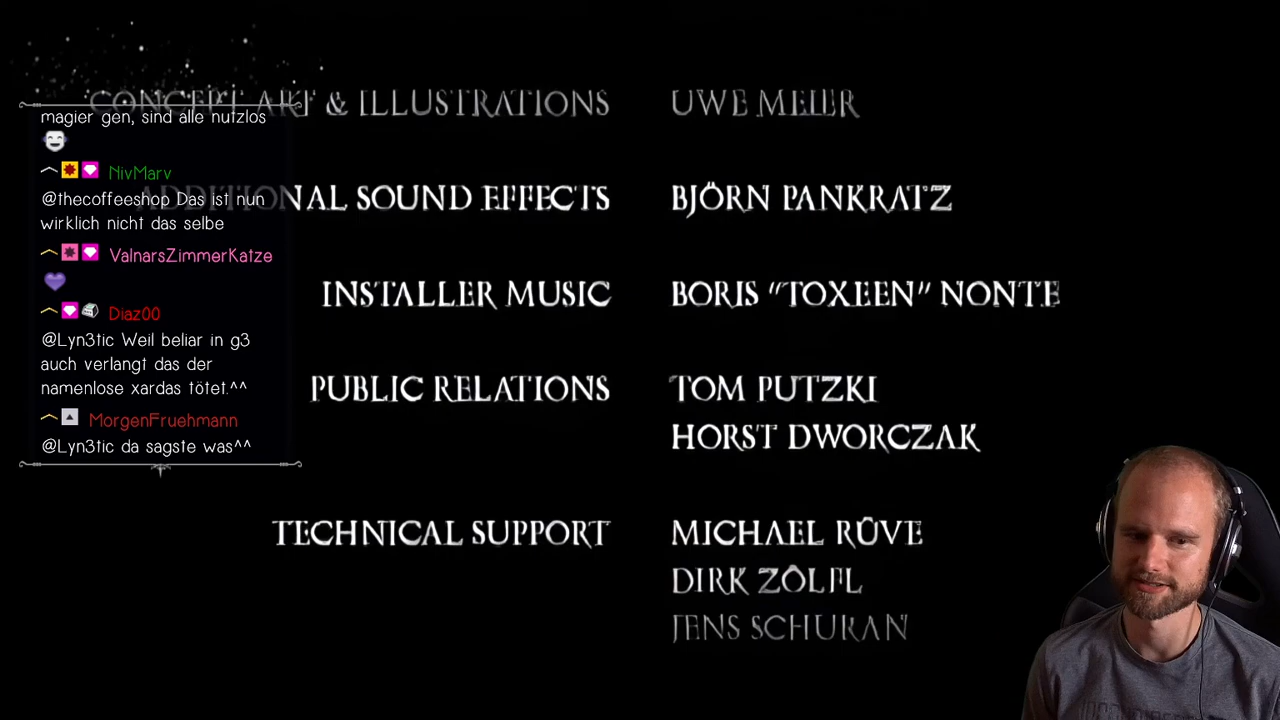 CONCEPT ART & ILLUSTRATIONS UWE MEIER
magier gen, sind alle nutzlos
NivMarv
@thecoffeeshop Das ist nun
wirklich nicht das selbe
ValnarsZimmerKatze
Diaz00
@Lyn3tic Weil beliar in g3
auch verlangt das der
namenlose xardas tötet.^^
MorgenFruehmann
@Lyn3tic da sagste was^^
ADDITIONAL SOUND EFFECTS BJÖRN PANKRATZ
INSTALLER MUSIC BORIS "TOXEEN" NONTE
PUBLIC RELATIONS TOM PUTZKI
HORST DWORCZAK
TECHNICAL SUPPORT MICHAEL RÜVE
DIRK ZÖLFL
JENS SCHURAN